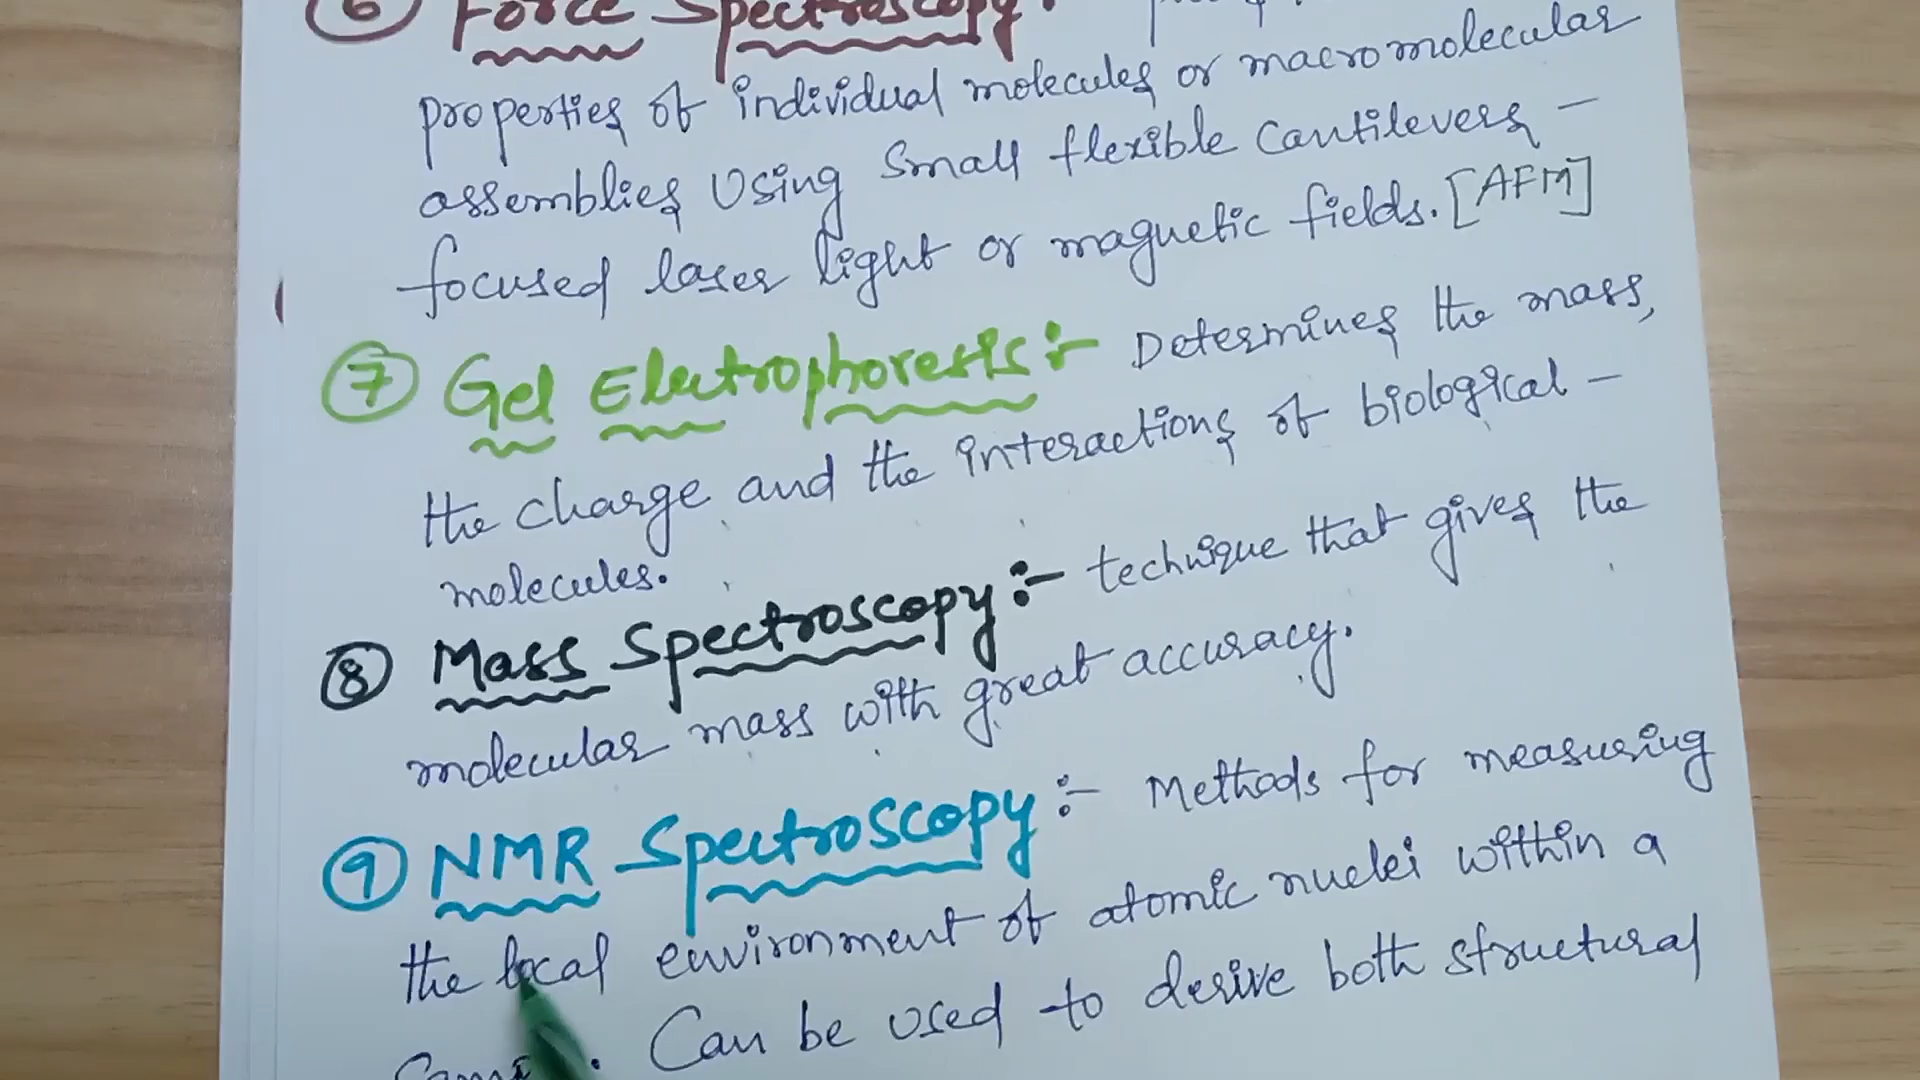 ⑥ Force Spectroscopy:
properties of individual molecules or macromolecular
assemblies Using Small flexible Cantilevers –
focused laser light or magnetic fields. [AFM]
⑦ Gel Electrophoresis:- Determines the mass,
the charge and the interactions of biological –
molecules.
⑧ Mass Spectroscopy:- technique that gives the
molecular mass with great accuracy.
⑨ NMR Spectroscopy:- Methods for measuring
the local environment of atomic nuclei within a
Can be used to derive both structural